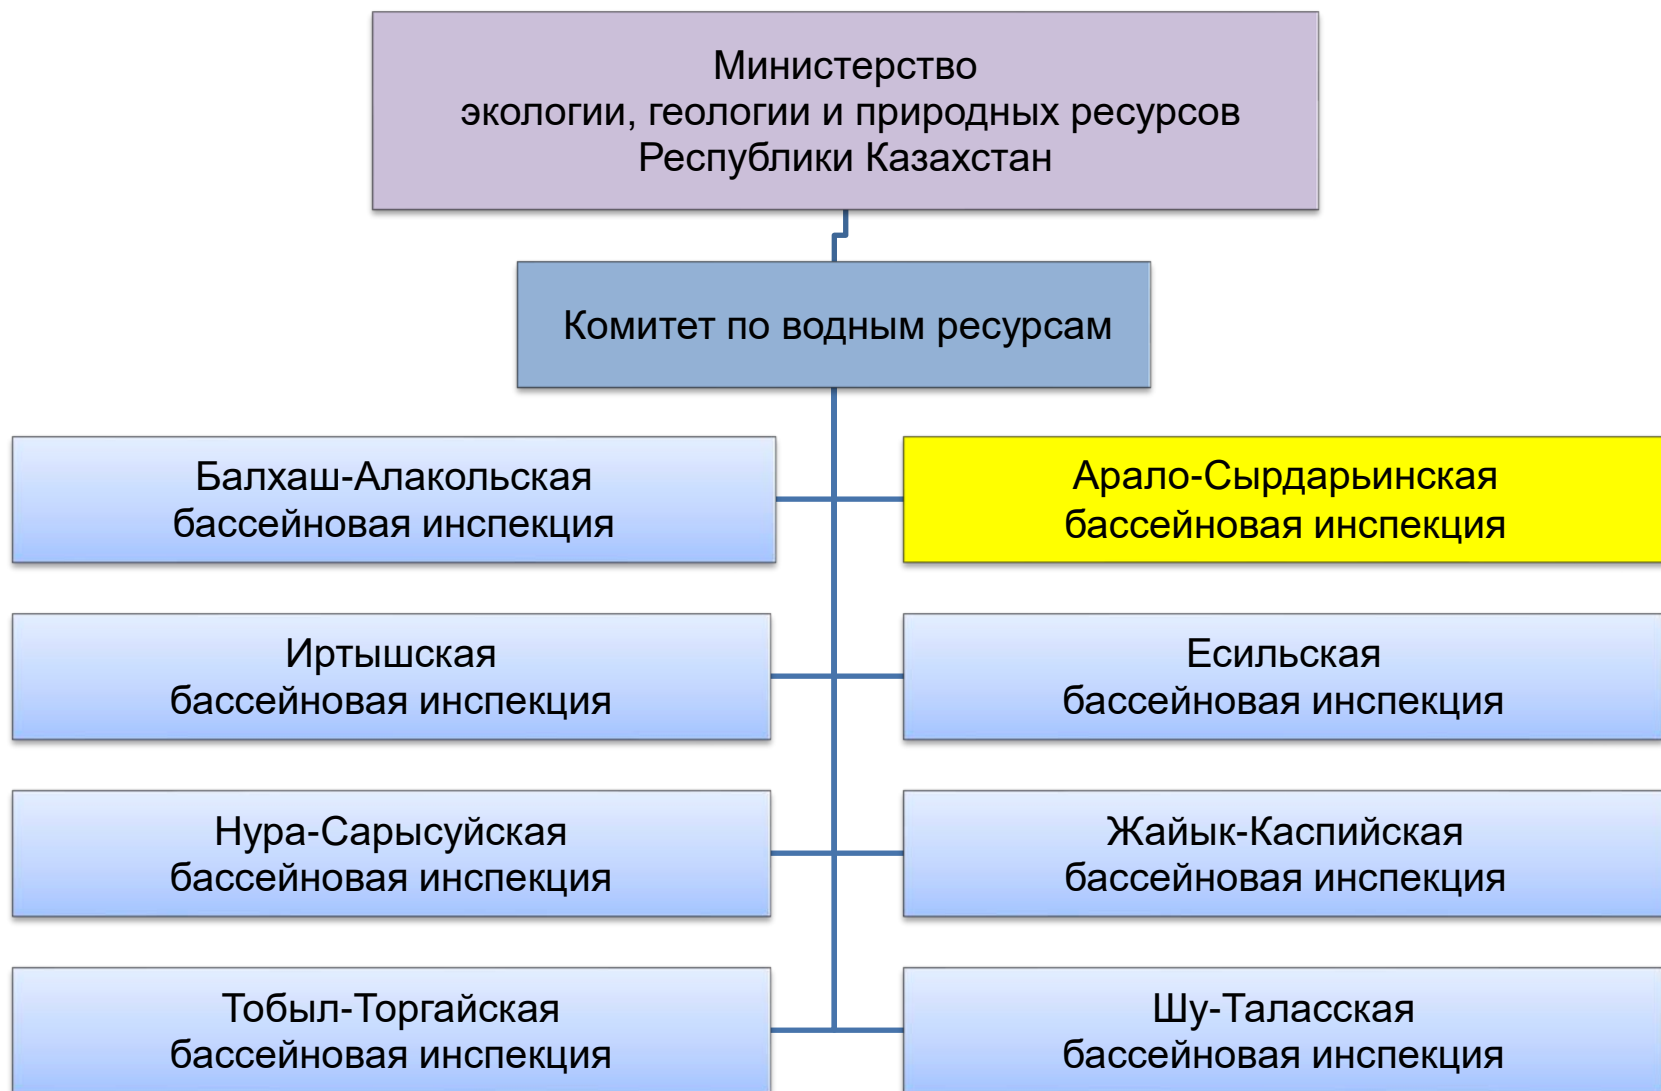 Министерство
экологии, геологии и природных ресурсов
Республики Казахстан
Комитет по водным ресурсам
Балхаш-Алакольская
бассейновая инспекция
Арало-Сырдарьинская
бассейновая инспекция
Иртышская
бассейновая инспекция
Есильская
бассейновая инспекция
Нура-Сарысуйская
бассейновая инспекция
Жайык-Каспийская
бассейновая инспекция
Тобыл-Торгайская
бассейновая инспекция
Шу-Таласская
бассейновая инспекция